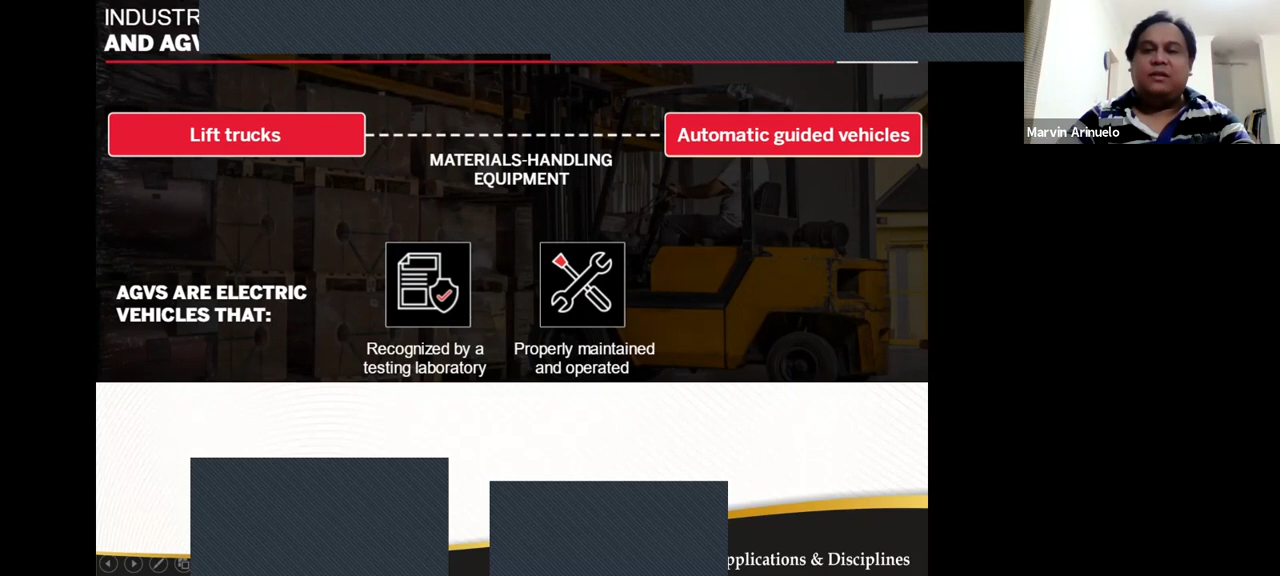 INDUSTR
AND AGV
Marvin Arinuelo
Lift trucks
Automatic guided vehicles
MATERIALS-HANDLING
EQUIPMENT
AGVS ARE ELECTRIC
VEHICLES THAT:
Recognized by a
testing laboratory
Properly maintained
and operated
pplications & Disciplines